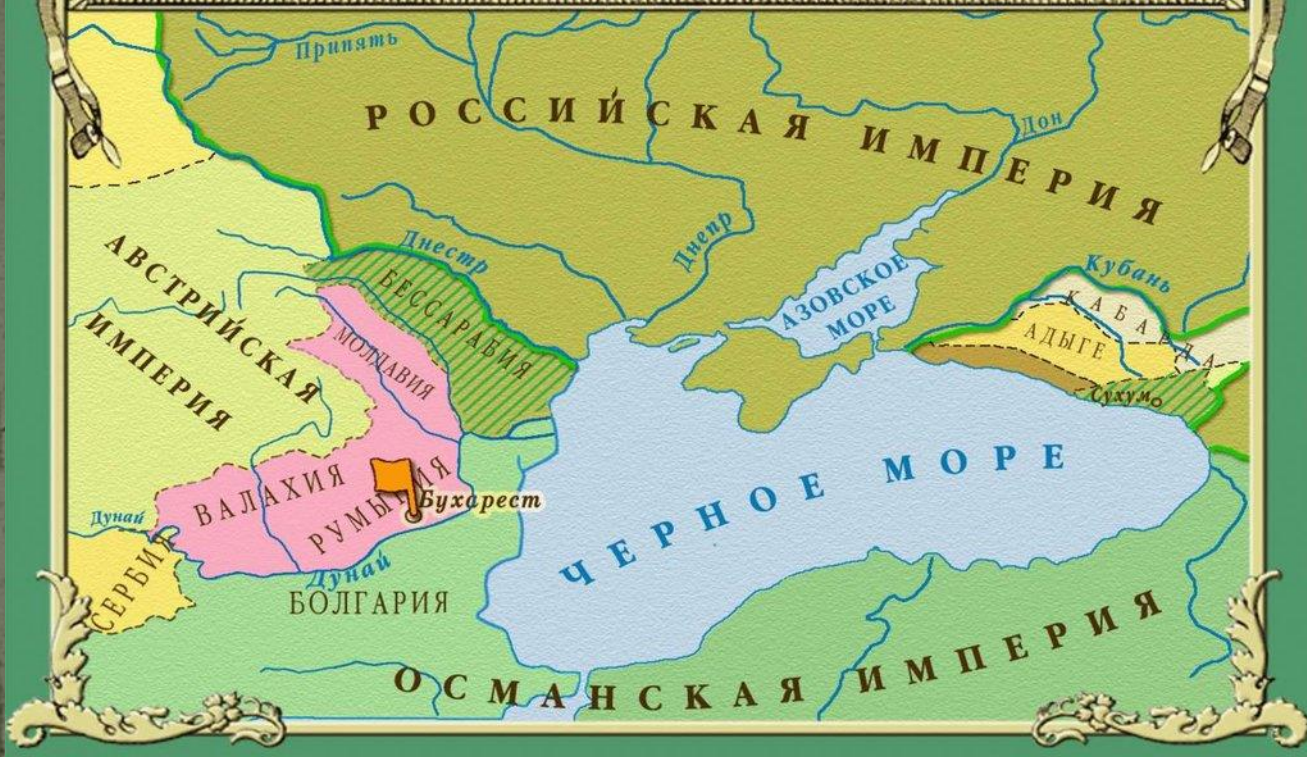 Припять
РОССИЙСКАЯ ИМПЕРИЯ
Дон
Днестр
Днепр
АВСТРИЙСКАЯ
ИМПЕРИЯ
БЕССАРАБИЯ
АЗОВСКОЕ
МОРЕ
Кубань
КАБАРДА
АДЫГЕ
МОЛДАВИЯ
Сухум
ВАЛАХИЯ
РУМЫНИЯ
Бухарест
ЧЕРНОЕ МОРЕ
Дунай
СЕРБИЯ
Дунай
БОЛГАРИЯ
ОСМАНСКАЯ ИМПЕРИЯ